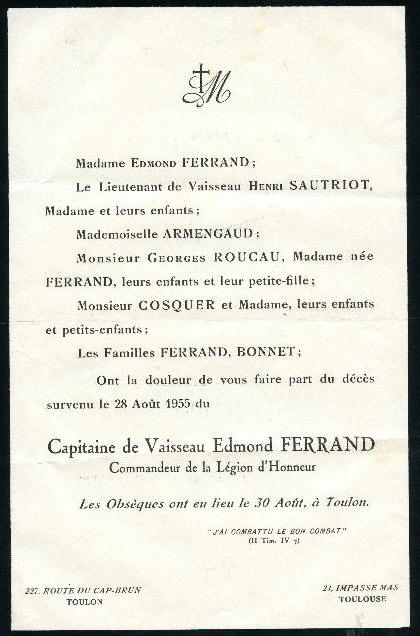 M
Madame EDMOND FERRAND ;
Le Lieutenant de Vaisseau HENRI SAUTRIOT,
Madame et leurs enfants ;
Mademoiselle ARMENGAUD ;
Monsieur GEORGES ROUCAU, Madame née
FERRAND, leurs enfants et leur petite-fille ;
Monsieur COSQUER et Madame, leurs enfants
et petits-enfants ;
Les Familles FERRAND, BONNET ;
Ont la douleur de vous faire part du décès
survenu le 28 Août 1955 du
Capitaine de Vaisseau Edmond FERRAND
Commandeur de la Légion d'Honneur
Les Obsèques ont eu lieu le 30 Août, à Toulon.
"J'AI COMBATTU LE BON COMBAT"
(II Tim. IV 7)
227, ROUTE DU CAP-BRUN
TOULON
24, IMPASSE MAS
TOULOUSE